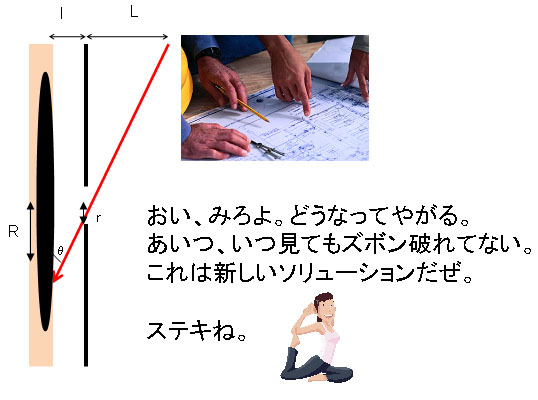 l
L
R
r
θ
おい、みろよ。どうなってやがる。
あいつ、いつ見てもズボン破れてない。
これは新しいソリューションだぜ。
ステキね。